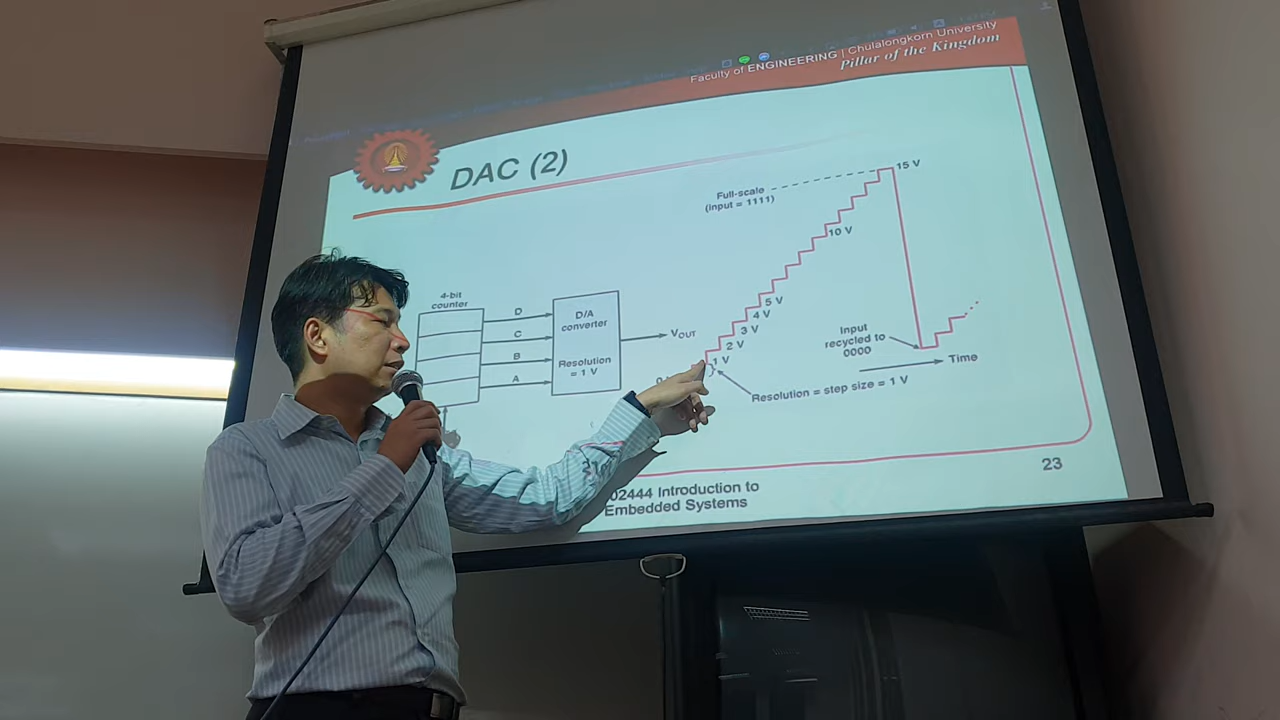 Faculty of ENGINEERING | Chulalongkorn University
Pillar of the Kingdom
DAC (2)
Full-scale
(input = 1111)
15 V
10 V
5 V
4 V
3 V
2 V
1 V
4-bit
counter
D
C
B
A
D/A
converter
Resolution
= 1 V
VOUT
Input
recycled to
0000
Time
Resolution = step size = 1 V
02444 Introduction to
Embedded Systems
23